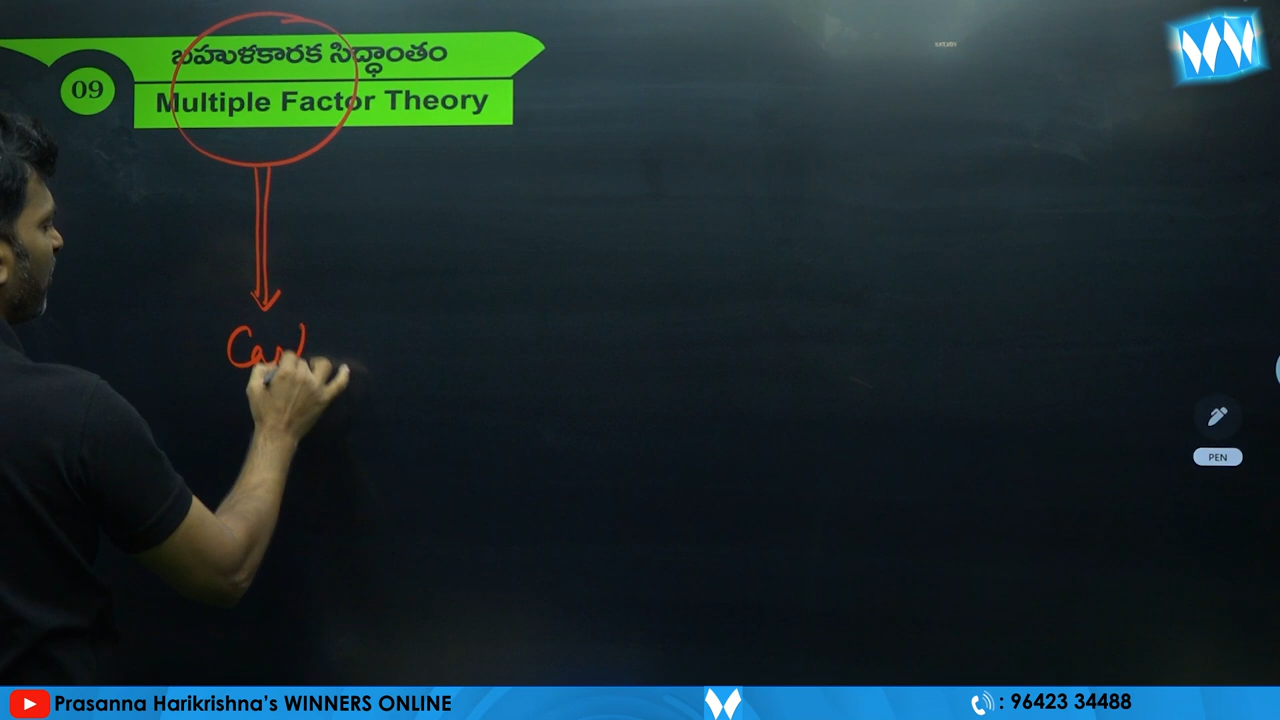 బహుళకారక సిద్ధాంతం
09
Multiple Factor Theory
PEN
Prasanna Harikrishna's WINNERS ONLINE
: 96423 34488